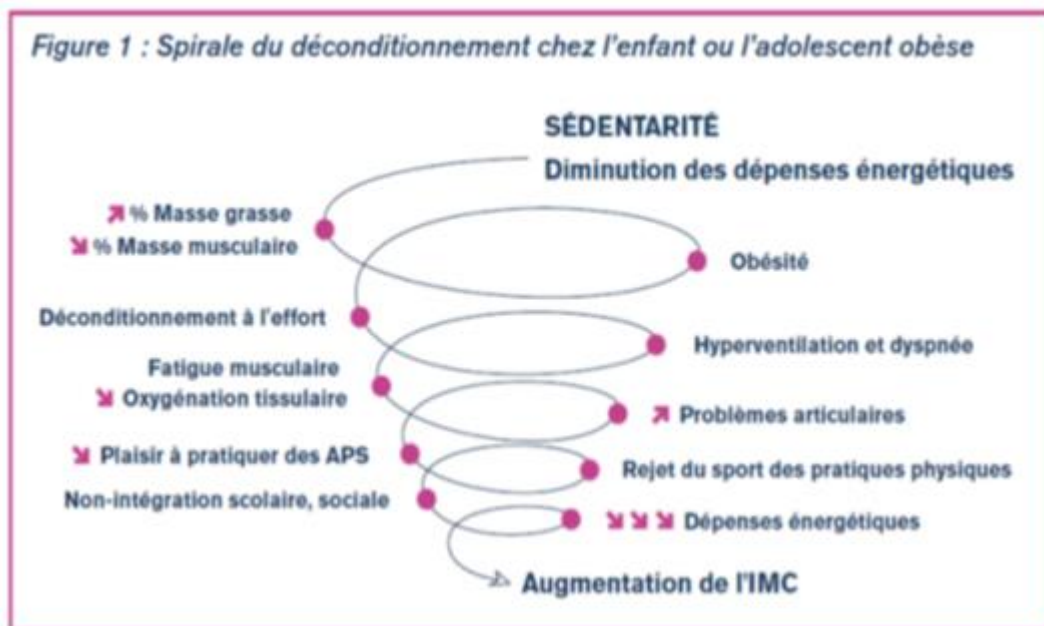 Figure 1 : Spirale du déconditionnement chez l'enfant ou l'adolescent obèse
SÉDENTARITÉ
Diminution des dépenses énergétiques
↗ % Masse grasse
↘ % Masse musculaire
Obésité
Déconditionnement à l'effort
Hyperventilation et dyspnée
Fatigue musculaire
↘ Oxygénation tissulaire
↗ Problèmes articulaires
↘ Plaisir à pratiquer des APS
Rejet du sport des pratiques physiques
Non-intégration scolaire, sociale
↘ ↘ ↘ Dépenses énergétiques
Augmentation de l'IMC